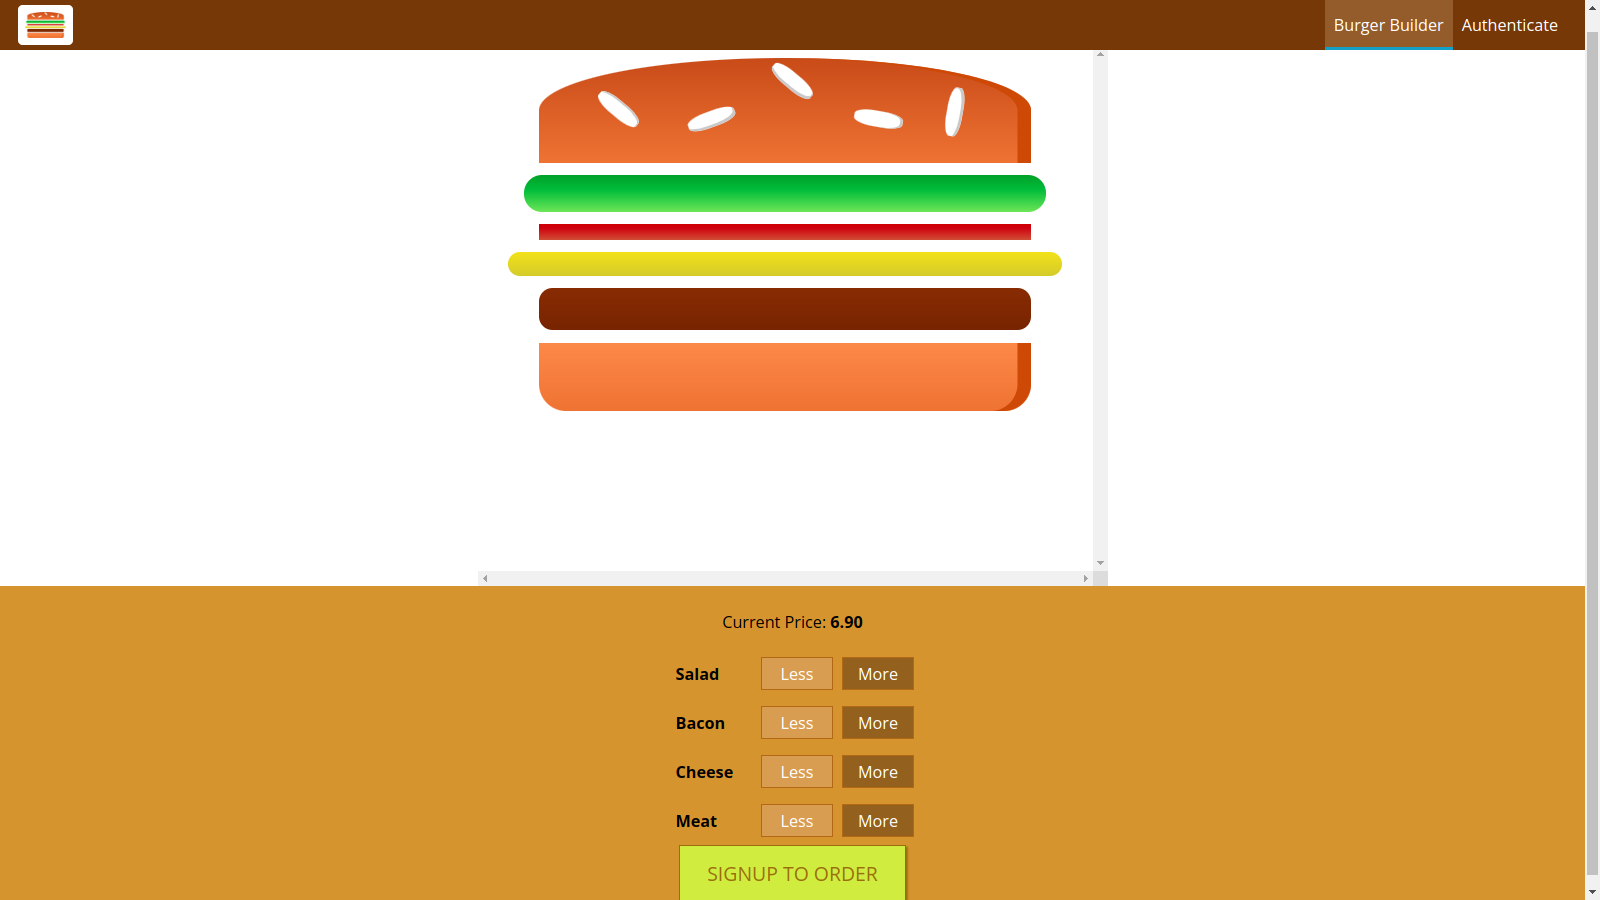 Burger Builder Authenticate
Current Price: 6.90
Salad Less More
Bacon Less More
Cheese Less More
Meat Less More
SIGNUP TO ORDER